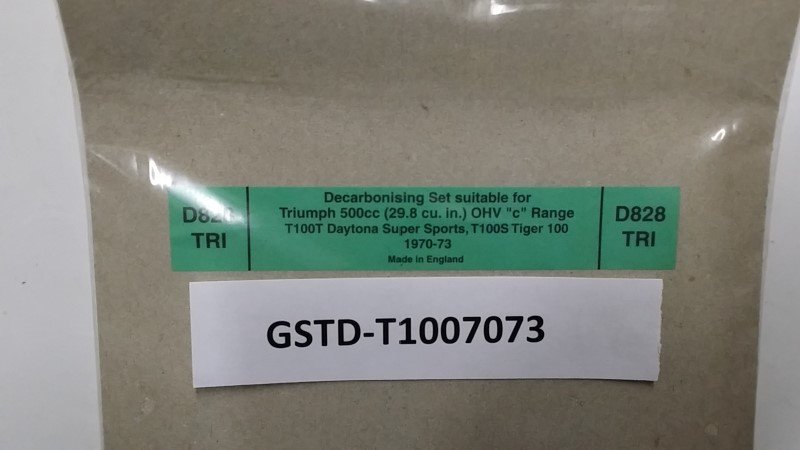 D828
TRI
Decarbonising Set suitable for
Triumph 500cc (29.8 cu. in.) OHV "c" Range
T100T Daytona Super Sports, T100S Tiger 100
1970-73
Made in England
D828
TRI
GSTD-T1007073